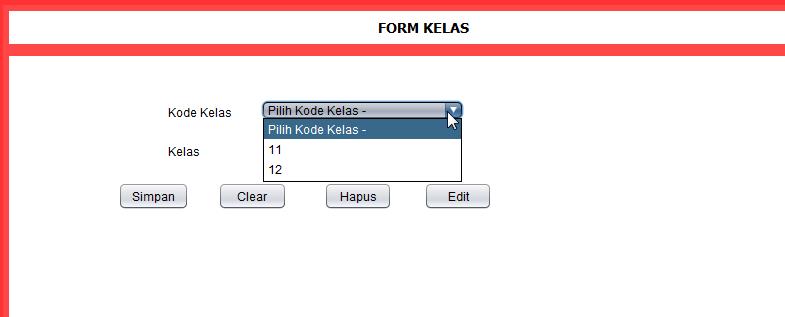 FORM KELAS
Kode Kelas
Pilih Kode Kelas -
Pilih Kode Kelas -
11
Kelas
12
Simpan
Clear
Hapus
Edit